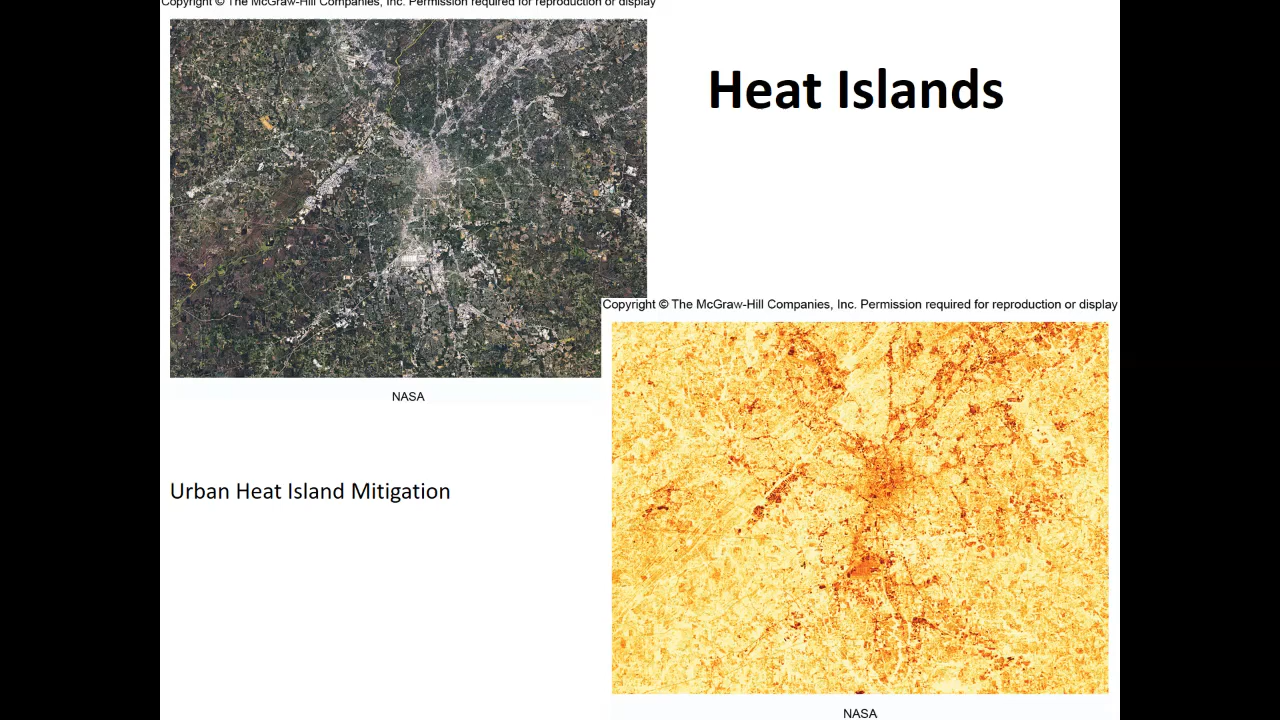 Copyright © The McGraw-Hill Companies, Inc. Permission required for reproduction or display
Heat Islands
Copyright © The McGraw-Hill Companies, Inc. Permission required for reproduction or display
NASA
Urban Heat Island Mitigation
NASA